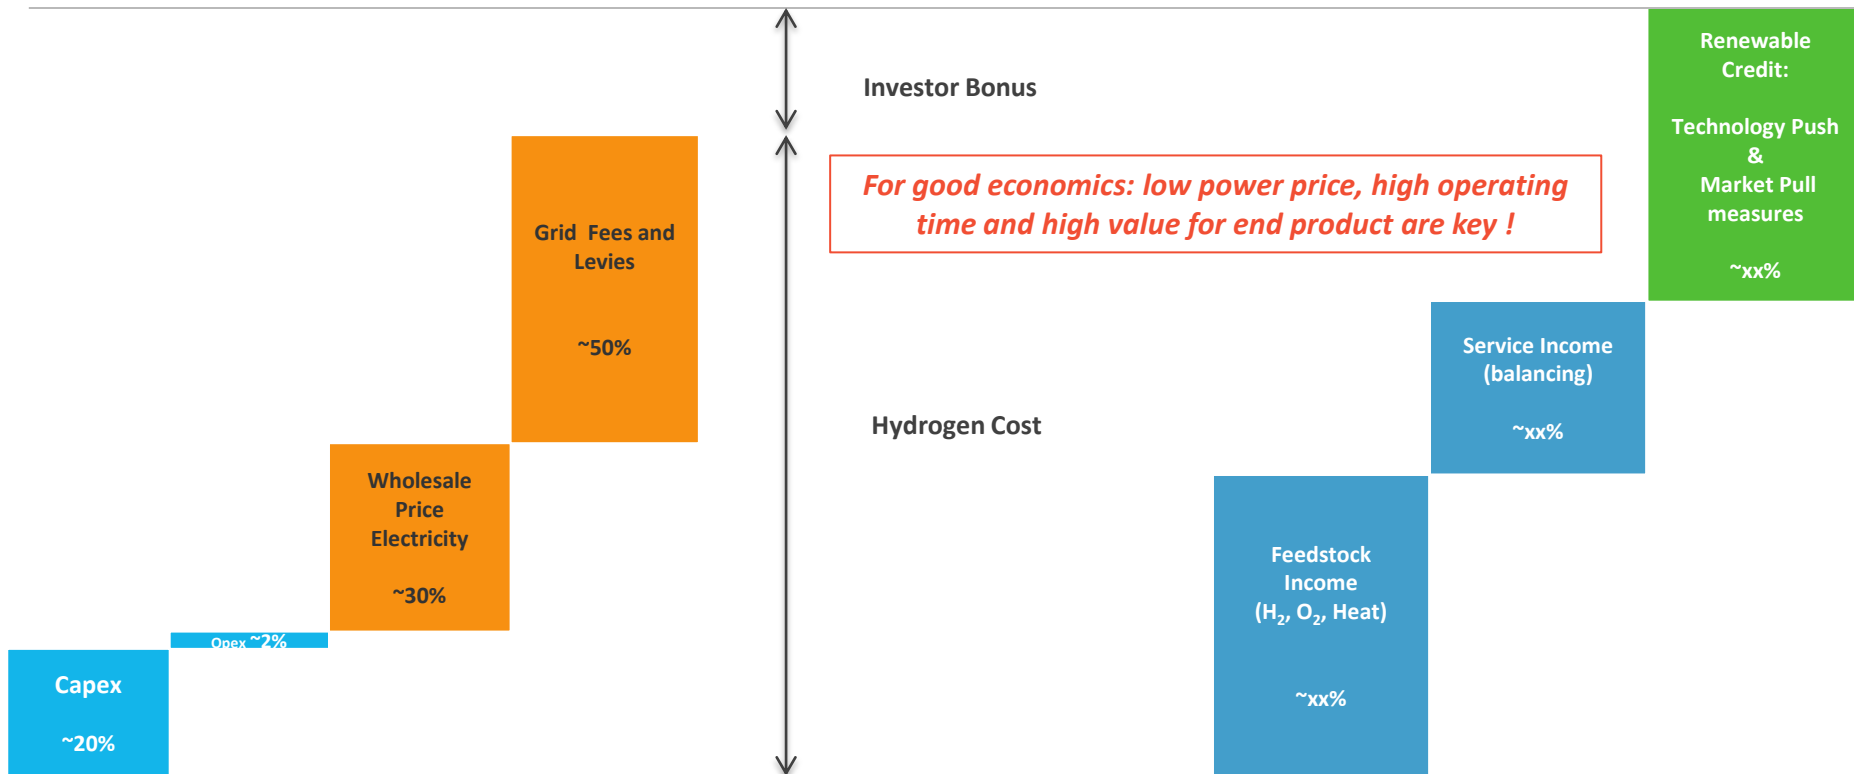 Investor Bonus
For good economics: low power price, high operating
time and high value for end product are key !
Hydrogen Cost
Grid Fees and
Levies
~50%
Wholesale
Price
Electricity
~30%
Opex ~2%
Capex
~20%
Renewable
Credit:
Technology Push
&
Market Pull
measures
~xx%
Service Income
(balancing)
~xx%
Feedstock
Income
(H₂, O₂, Heat)
~xx%